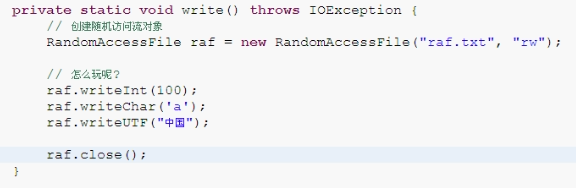 private static void write() throws IOException {
// 创建随机访问流对象
RandomAccessFile raf = new RandomAccessFile("raf.txt", "rw");
// 怎么玩呢？
raf.writeInt(100);
raf.writeChar('a');
raf.writeUTF("中国");
raf.close();
}